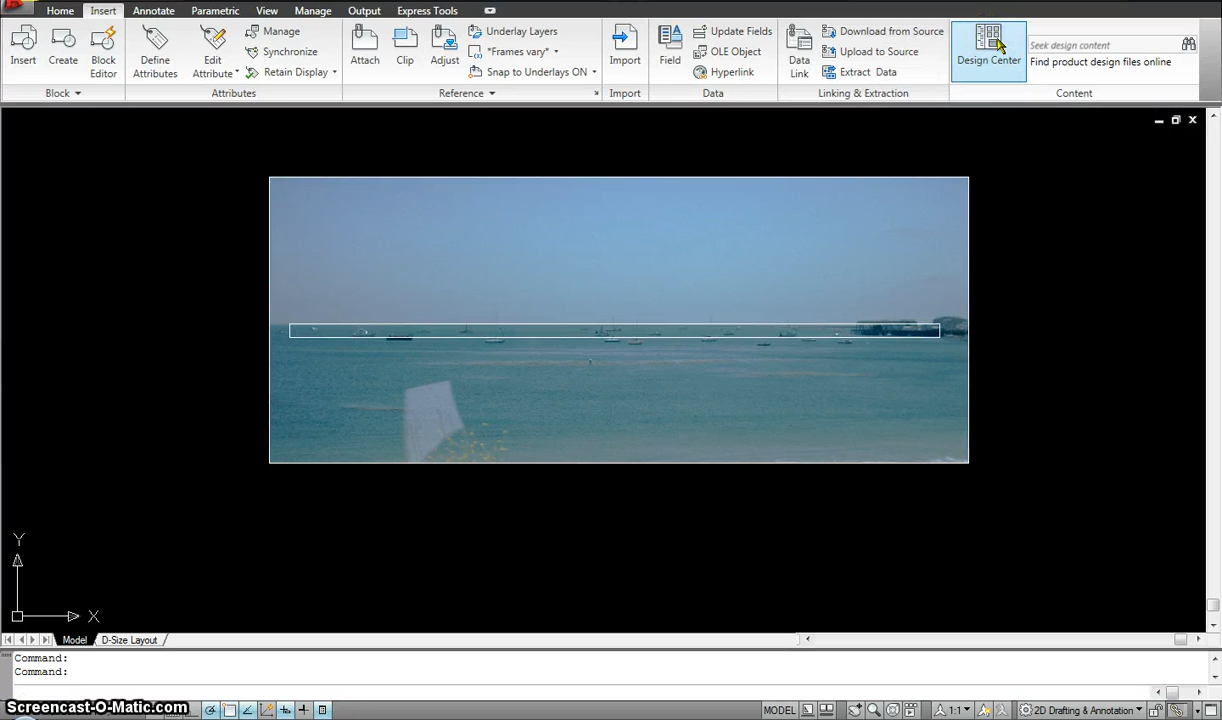 Home Insert Annotate Parametric View Manage Output Express Tools
Insert
Create
Block Editor
Block
Define Attributes
Edit Attribute
Manage
Synchronize
Retain Display
Attributes
Attach
Clip
Adjust
Underlay Layers
*Frames vary*
Snap to Underlays ON
Reference
Import
Import
Field
Update Fields
OLE Object
Hyperlink
Data
Data Link
Download from Source
Upload to Source
Extract Data
Linking & Extraction
Design Center
Seek design content
Find product design files online
Content
Y
X
Model D-Size Layout
Command:
Command:
Screencast-O-Matic.com
MODEL 1:1 2D Drafting & Annotation